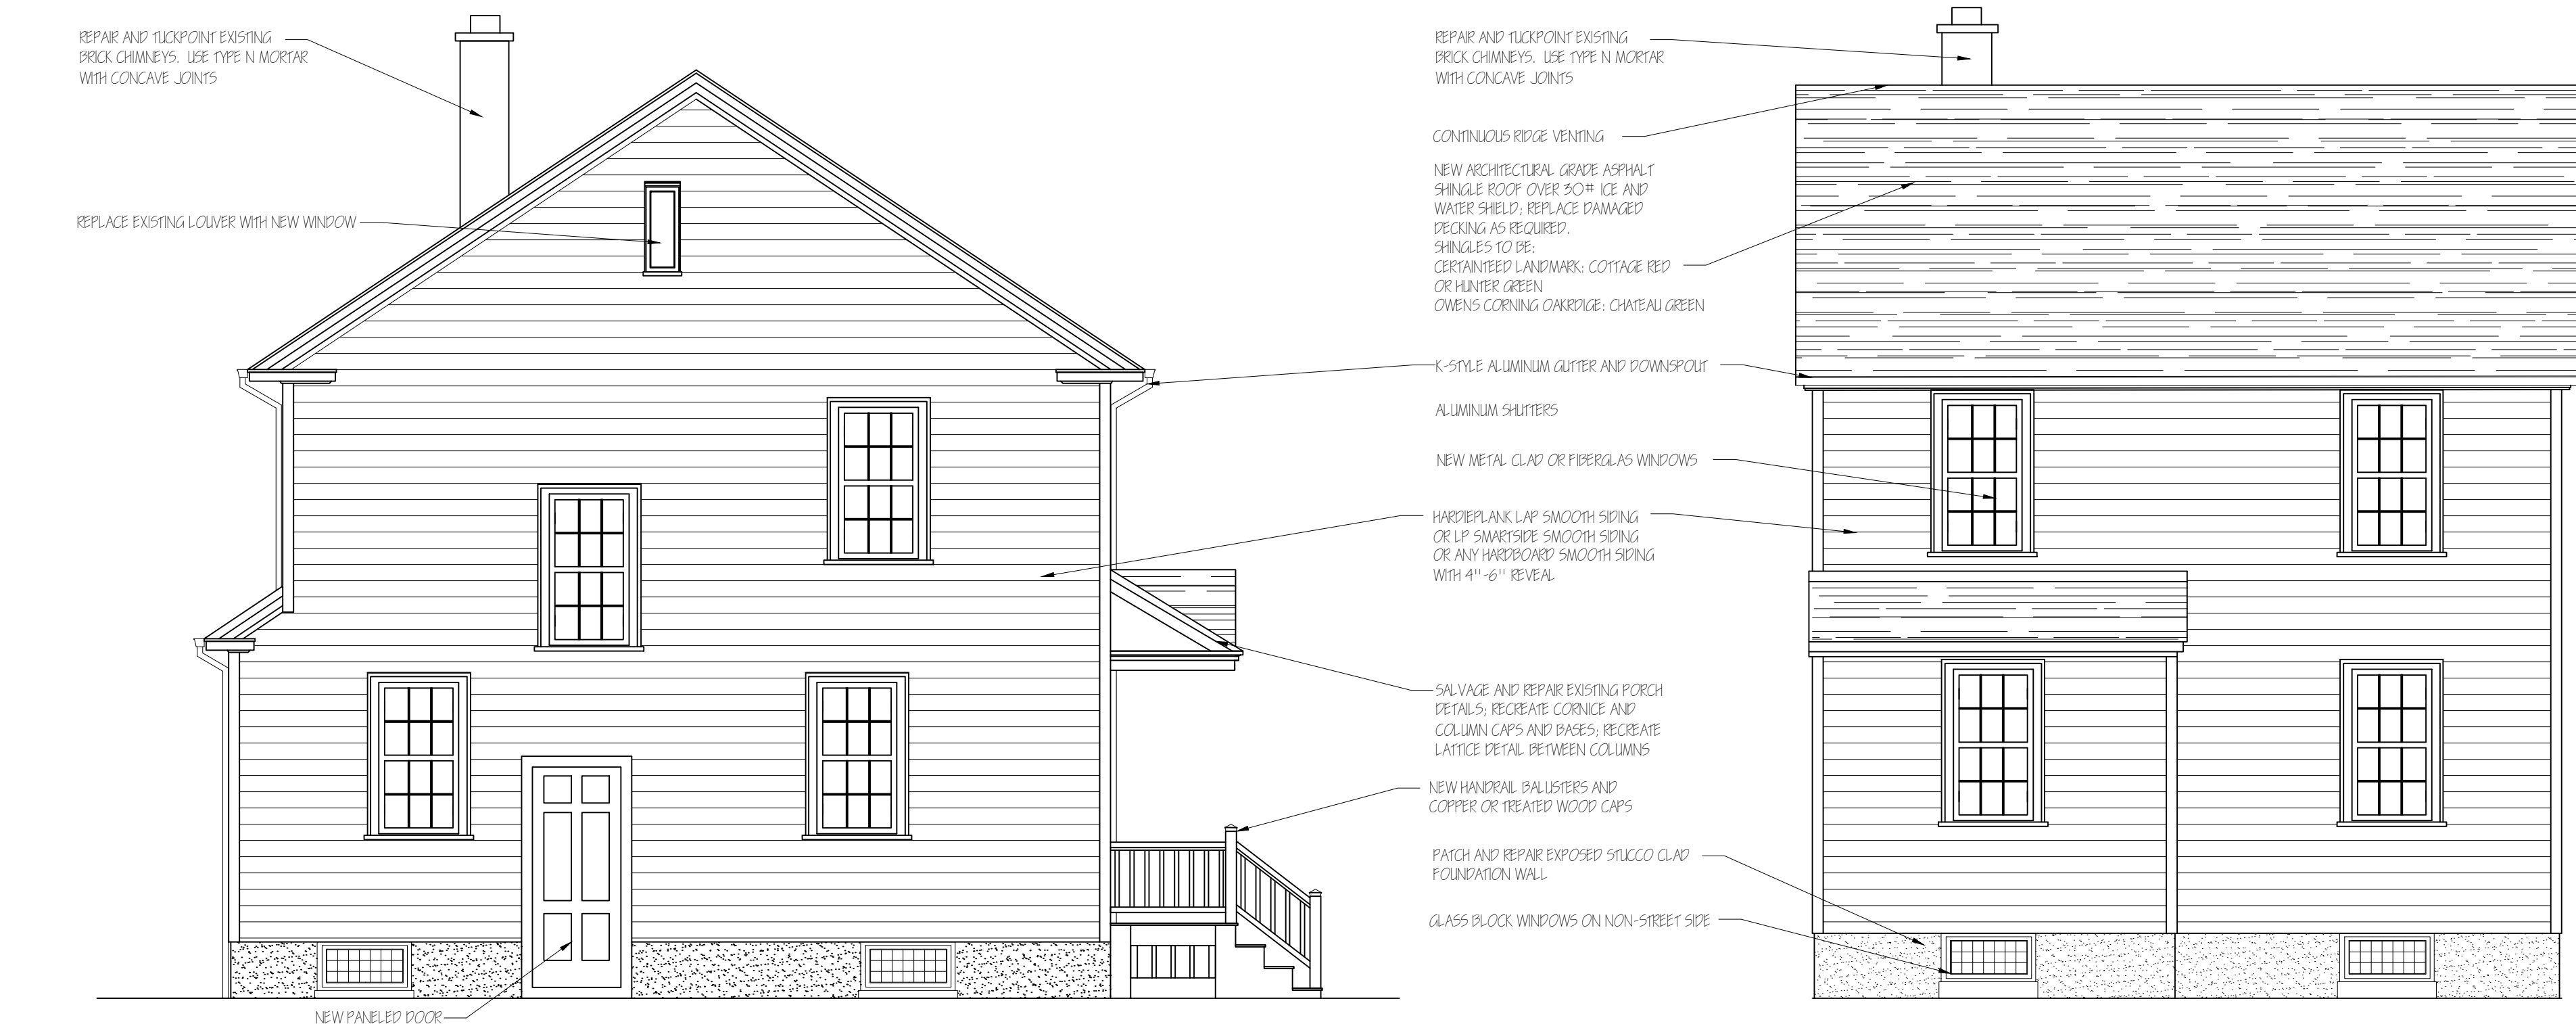 REPAIR AND TUCKPOINT EXISTING
BRICK CHIMNEYS.  USE TYPE N MORTAR
WITH CONCAVE JOINTS
REPLACE EXISTING LOUVER WITH NEW WINDOW
NEW PANELED DOOR
REPAIR AND TUCKPOINT EXISTING
BRICK CHIMNEYS.  USE TYPE N MORTAR
WITH CONCAVE JOINTS
CONTINUOUS RIDGE VENTING
NEW ARCHITECTURAL GRADE ASPHALT
SHINGLE ROOF OVER 30# ICE AND
WATER SHIELD; REPLACE DAMAGED
DECKING AS REQUIRED.
SHINGLES TO BE:
CERTAINTEED LANDMARK: COTTAGE RED
OR HUNTER GREEN
OWENS CORNING OAKRDIGE: CHATEAU GREEN
K-STYLE ALUMINUM GUTTER AND DOWNSPOUT
ALUMINUM SHUTTERS
NEW METAL CLAD OR FIBERGLAS WINDOWS
HARDIEPLANK LAP SMOOTH SIDING
OR LP SMARTSIDE SMOOTH SIDING
OR ANY HARDBOARD SMOOTH SIDING
WITH 4"-6" REVEAL
SALVAGE AND REPAIR EXISTING PORCH
DETAILS; RECREATE CORNICE AND
COLUMN CAPS AND BASES; RECREATE
LATTICE DETAIL BETWEEN COLUMNS
NEW HANDRAIL BALUSTERS AND
COPPER OR TREATED WOOD CAPS
PATCH AND REPAIR EXPOSED STUCCO CLAD
FOUNDATION WALL
GLASS BLOCK WINDOWS ON NON-STREET SIDE